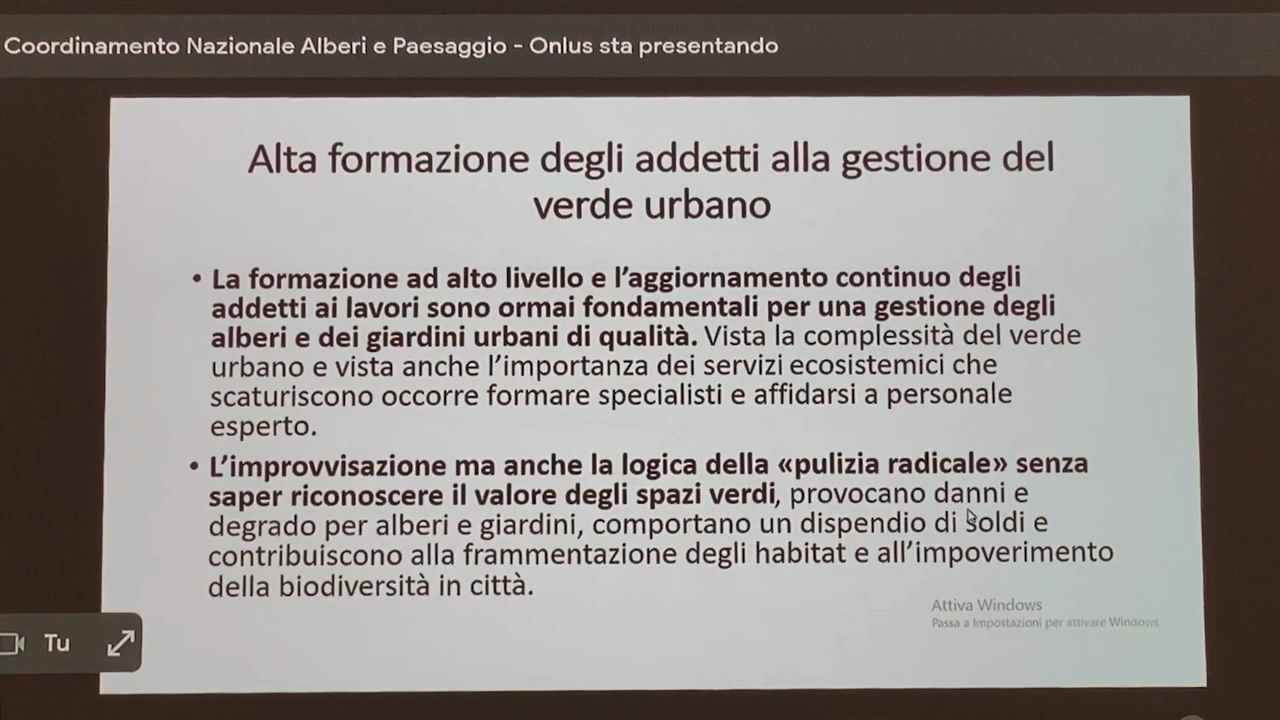 Coordinamento Nazionale Alberi e Paesaggio - Onlus sta presentando
Alta formazione degli addetti alla gestione del
verde urbano
• La formazione ad alto livello e l'aggiornamento continuo degli
addetti ai lavori sono ormai fondamentali per una gestione degli
alberi e dei giardini urbani di qualità. Vista la complessità del verde
urbano e vista anche l'importanza dei servizi ecosistemici che
scaturiscono occorre formare specialisti e affidarsi a personale
esperto.
• L'improvvisazione ma anche la logica della «pulizia radicale» senza
saper riconoscere il valore degli spazi verdi, provocano danni e
degrado per alberi e giardini, comportano un dispendio di soldi e
contribuiscono alla frammentazione degli habitat e all'impoverimento
della biodiversità in città.
Attiva Windows
Passa a Impostazioni per attivare Windows.
Tu